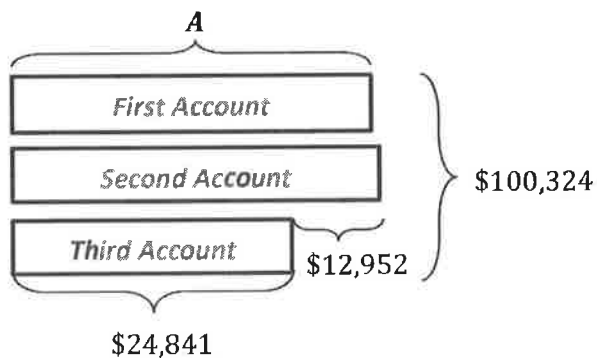 A
First Account
Second Account
$100,324
Third Account
$12,952
$24,841